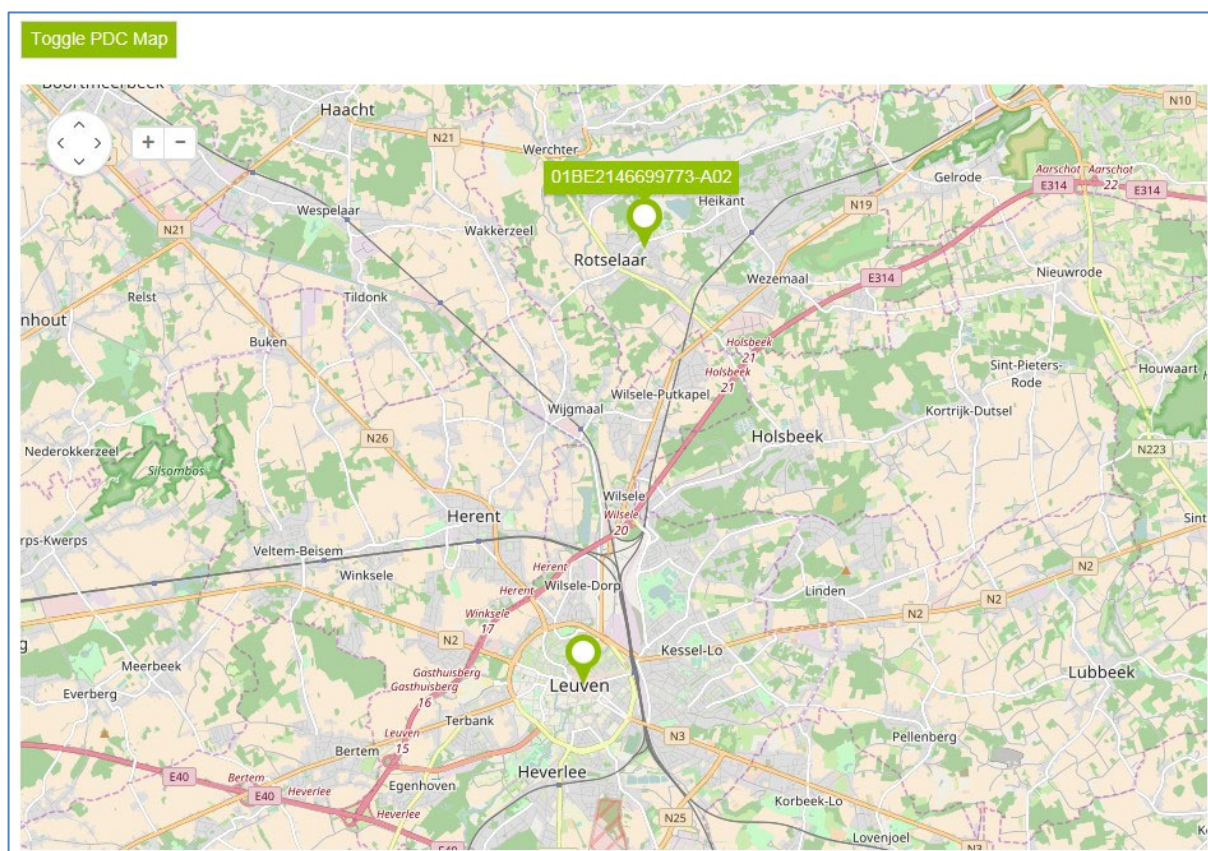 Toggle PDC Map
Boortmeerbeek
Haacht
N10
N21
Werchter
Aarschot Aarschot
22
E314
E314
Gelrode
01BE2146699773-A02
Heikant
Wespelaar
N19
N21
Wakkerzeel
Rotselaar
Wezemaal
E314
Nieuwrode
Relst
Tildonk
nhout
Buken
Holsbeek
21
Holsbeek
21
Sint-Pieters-
Rode
Houwaart
Wilsele-Putkapel
Wijgmaal
Kortrijk-Dutsel
N26
Holsbeek
Nederokkerzeel
N223
Silsombos
Wilsele
Herent
Wilsele
20
Sint
rps-Kwerps
Veltem-Beisem
Winksele
Herent
Herent
Wilsele-Dorp
N2
Linden
N2
N2
Winksele
17
N2
Kessel-Lo
Meerbeek
Gasthuisberg
Gasthuisberg
16
Leuven
Lubbeek
Everberg
Terbank
Leuven
15
N3
Pellenberg
Bertem
E40
Bertem
Heverlee
Egenhoven
Heverlee
E40
Heverlee
Korbeek-Lo
N25
Lovenjoel
E40
N3